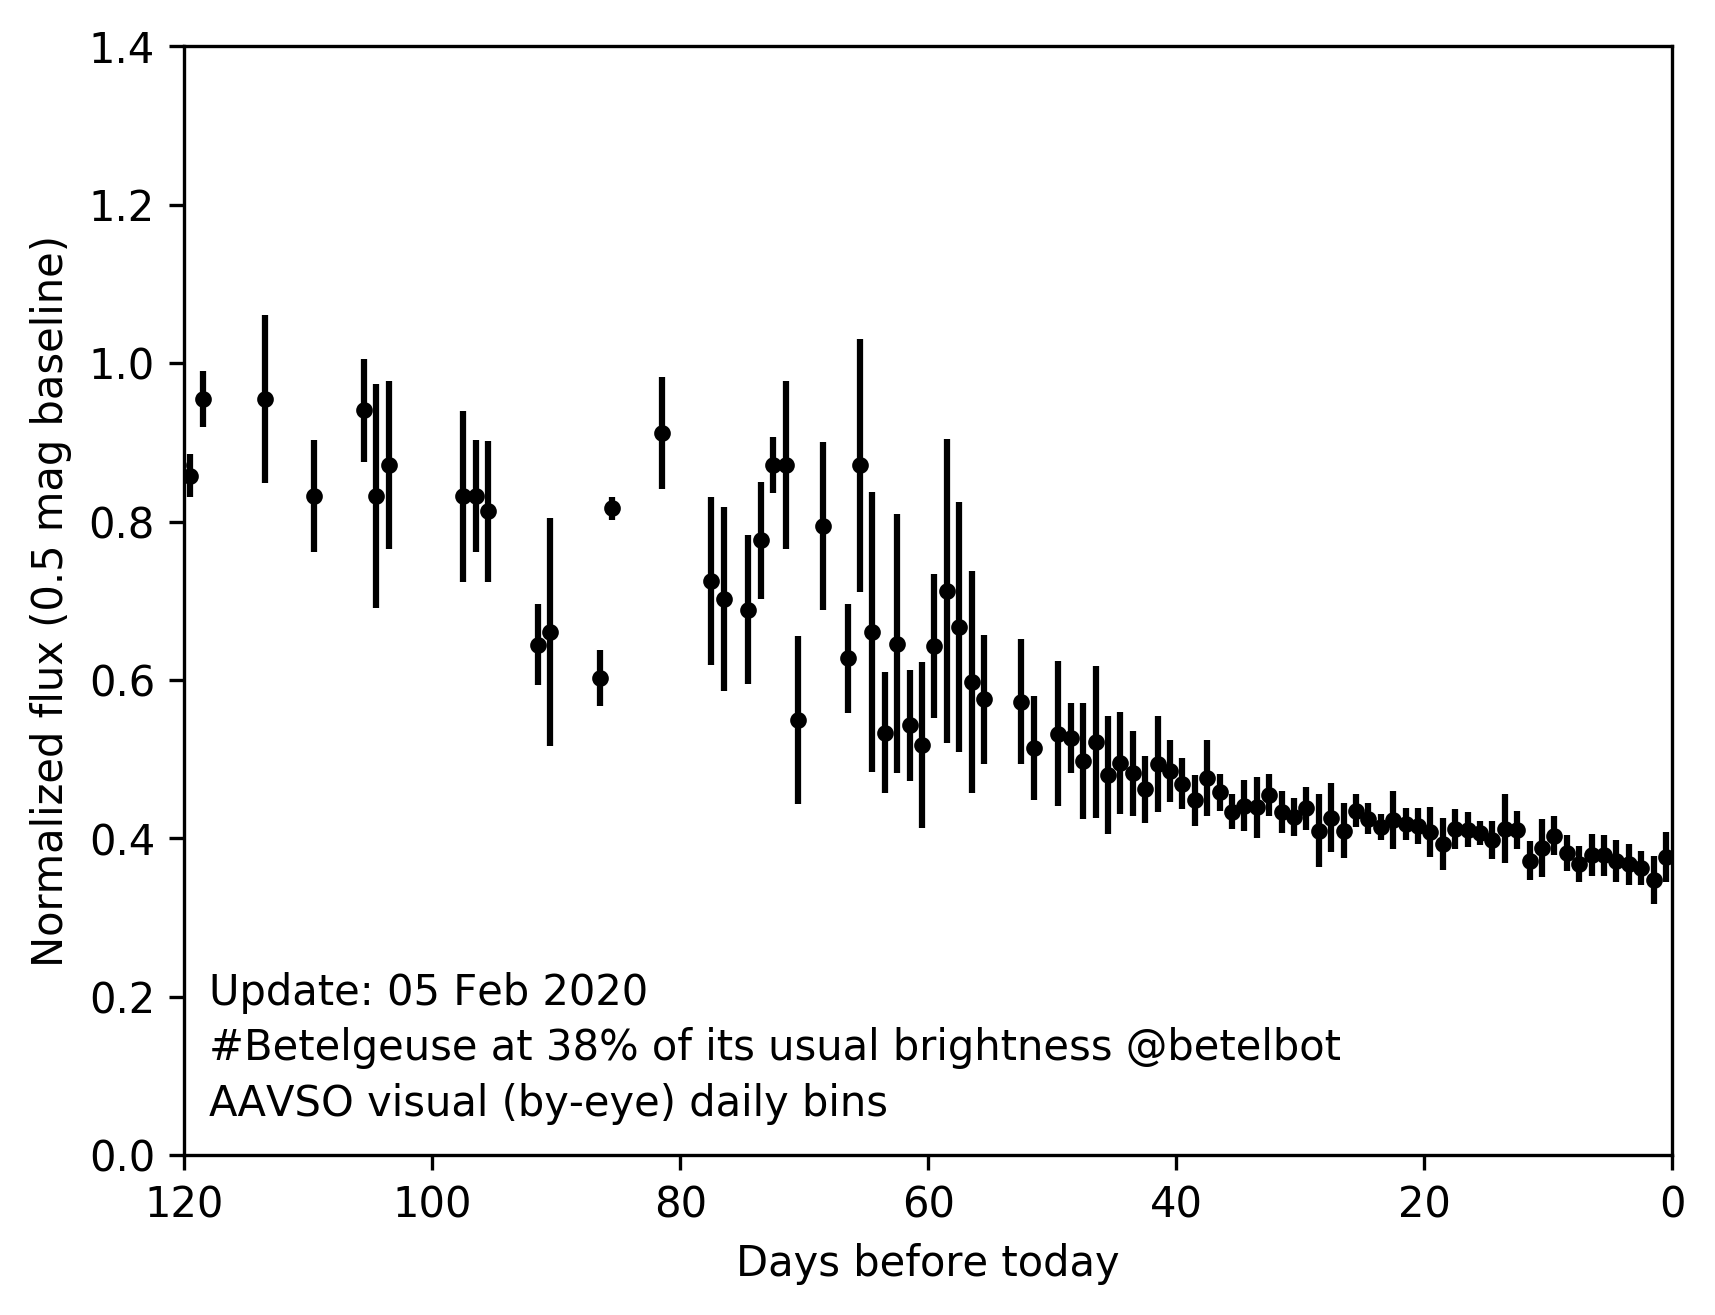 1.4
1.2
1.0
0.8
0.6
0.4
0.2
0.0
Normalized flux (0.5 mag baseline)
Update: 05 Feb 2020
#Betelgeuse at 38% of its usual brightness @betelbot
AAVSO visual (by-eye) daily bins
120 100 80 60 40 20 0
Days before today